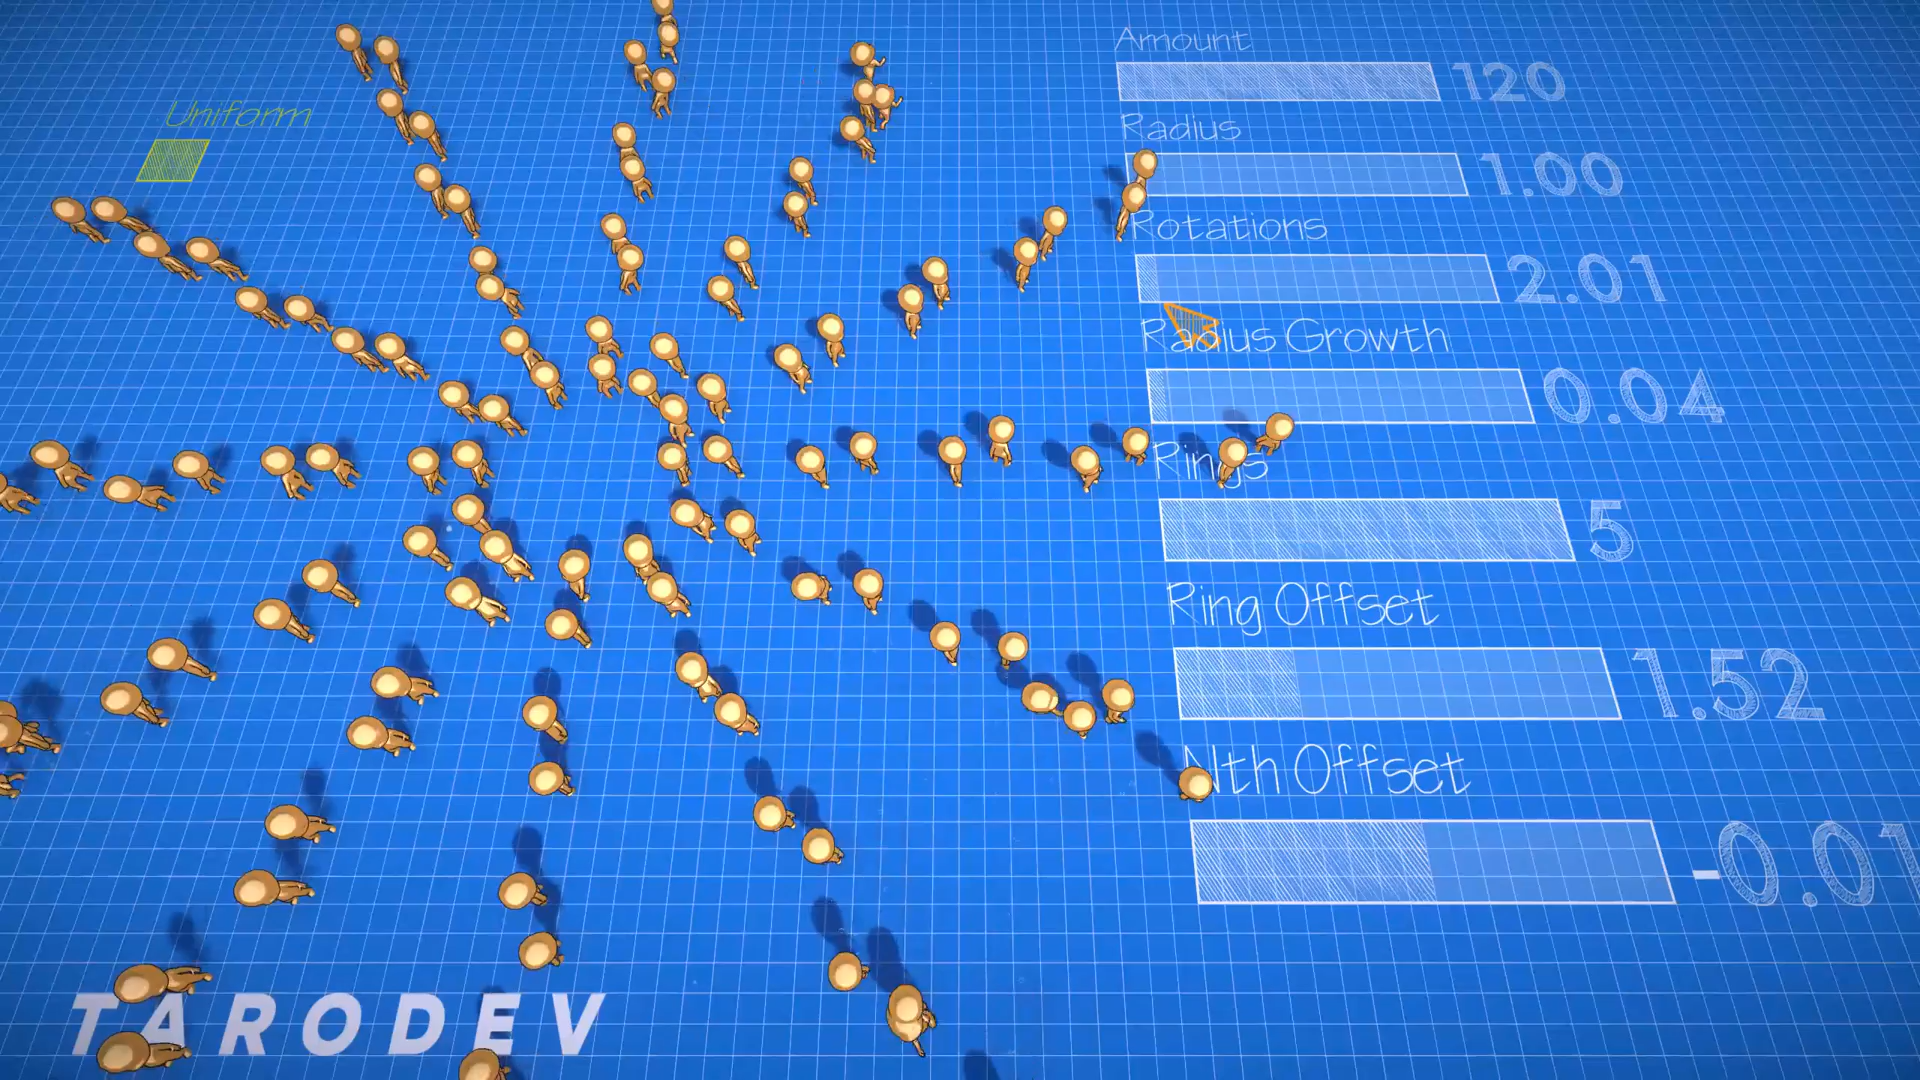 Uniform
Amount
120
Radius
1.00
Rotations
2.01
Radius Growth
0.04
Rings
5
Ring Offset
1.52
Nth Offset
-0.01
TARODEV